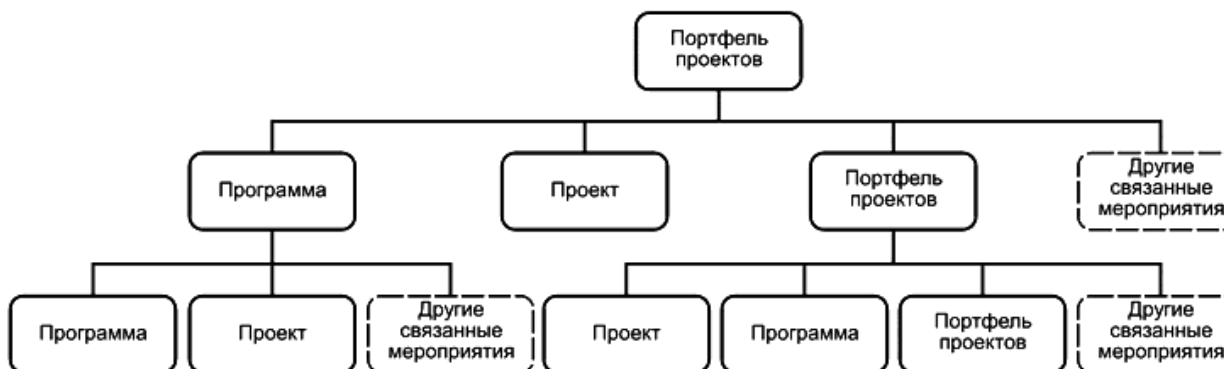 Портфель
проектов
Программа
Проект
Портфель
проектов
Другие
связанные
мероприятия
Программа
Проект
Другие
связанные
мероприятия
Проект
Программа
Портфель
проектов
Другие
связанные
мероприятия